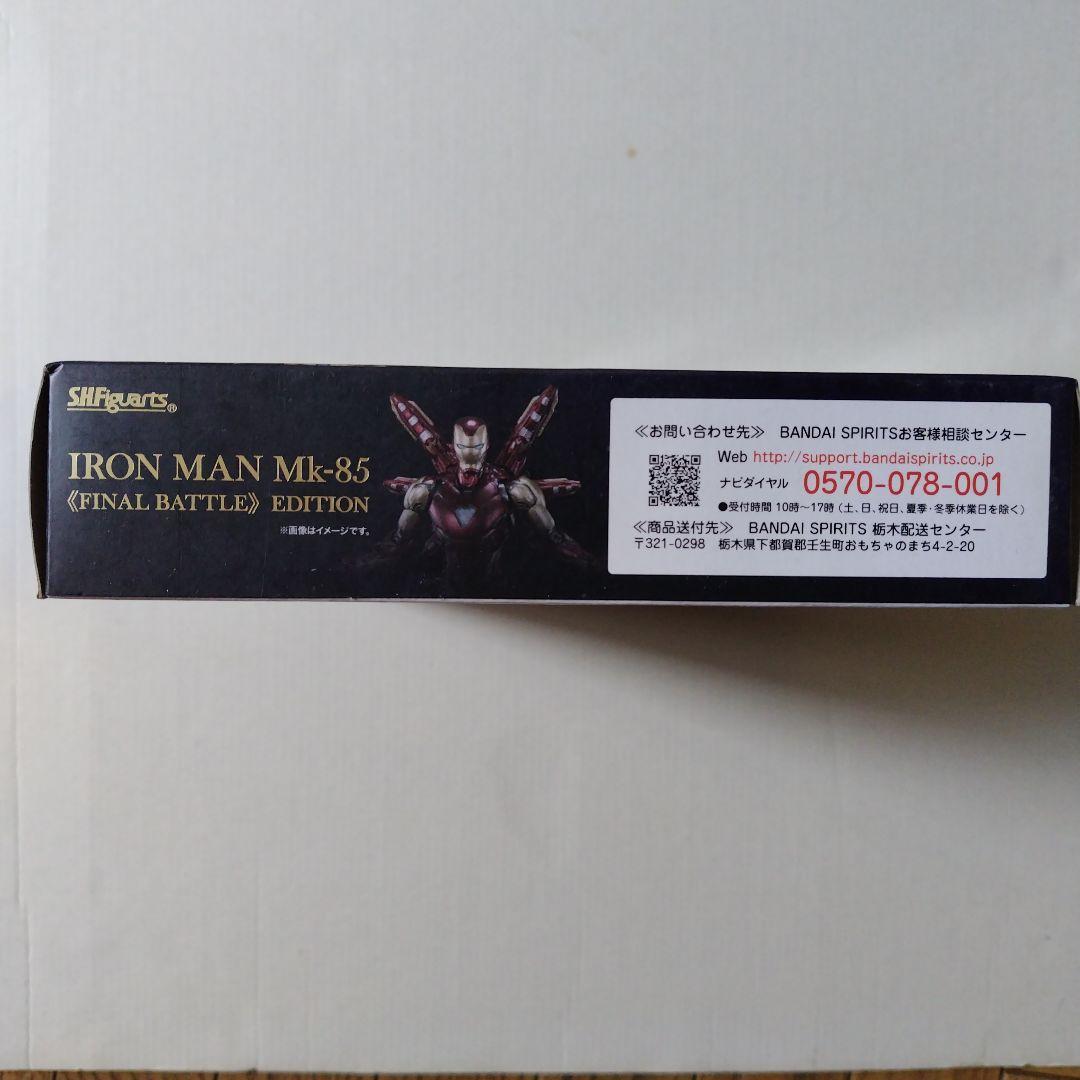 S.H.Figuarts®
IRON MAN Mk-85
《FINAL BATTLE》 EDITION
※画像はイメージです。
≪お問い合わせ先≫ BANDAI SPIRITSお客様相談センター
Web http://support.bandaispirits.co.jp
ナビダイヤル 0570-078-001
●受付時間 10時～17時 (土、日、祝日、夏季・冬季休業日を除く)
≪商品送付先≫ BANDAI SPIRITS 栃木配送センター
〒321-0298 栃木県下都賀郡壬生町おもちゃのまち4-2-20